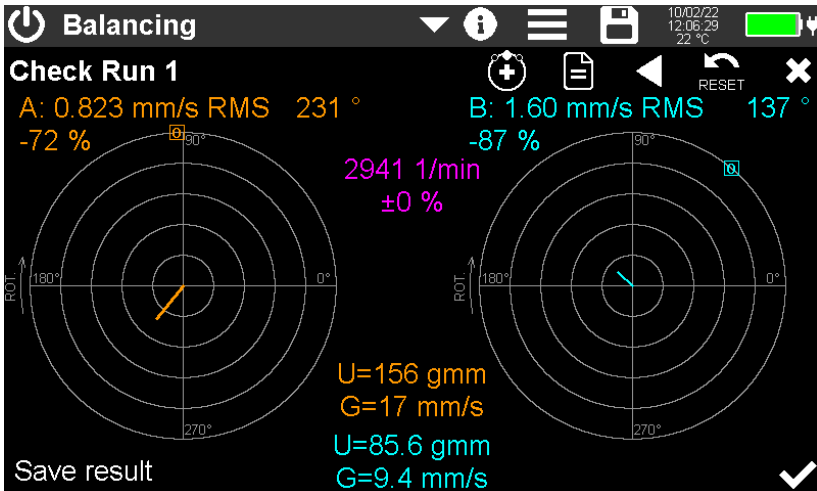 Balancing
i
10/02/22
12:06:29
22 °C
Check Run 1
RESET
A: 0.823 mm/s RMS 231 °
-72 %
B: 1.60 mm/s RMS 137 °
-87 %
0
90°
90°
0
2941 1/min
±0 %
ROT.
180°
0°
ROT.
180°
0°
U=156 gmm
G=17 mm/s
270°
270°
U=85.6 gmm
G=9.4 mm/s
Save result